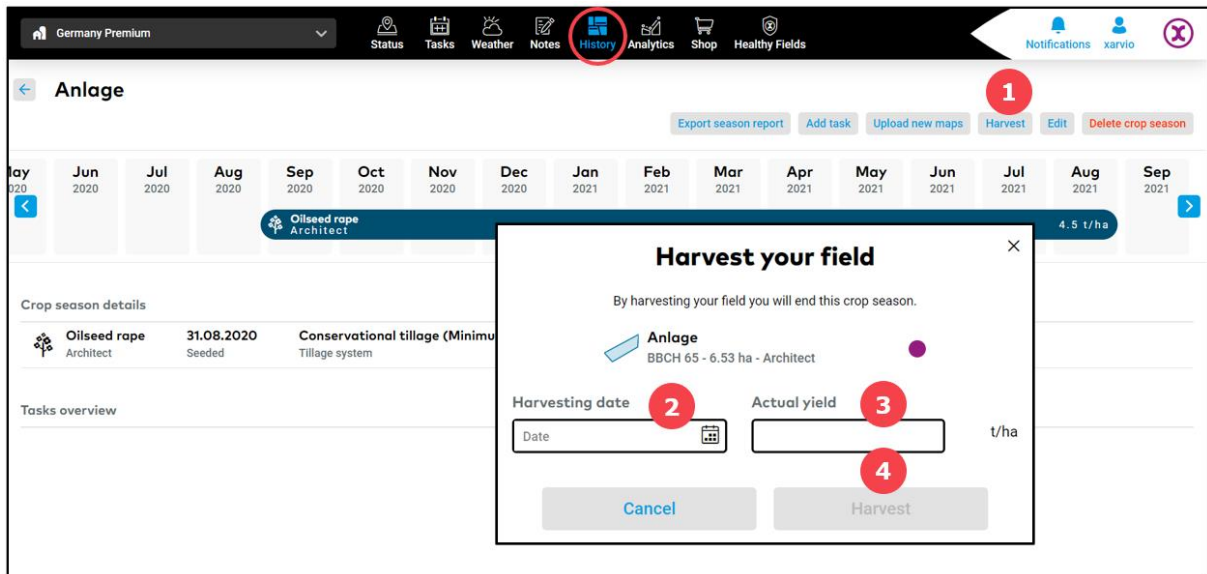 Germany Premium
Status
Tasks
Weather
Notes
History
Analytics
Shop
Healthy Fields
Notifications
xarvio
Anlage
1
Export season report
Add task
Upload new maps
Harvest
Edit
Delete crop season
Jun Jul Aug Sep Oct Nov Dec Jan Feb Mar Apr May Jun Jul Aug Sep
2020 2020 2020 2020 2020 2020 2020 2021 2021 2021 2021 2021 2021 2021 2021 2021
Oilseed rape
Architect
4.5 t/ha
Crop season details
Oilseed rape 31.08.2020 Conservational tillage (Minimu
Architect Seeded Tillage system
Tasks overview
Harvest your field
By harvesting your field you will end this crop season.
Anlage
BBCH 65 - 6.53 ha - Architect
Harvesting date 2 Actual yield 3
Date t/ha
4
Cancel Harvest